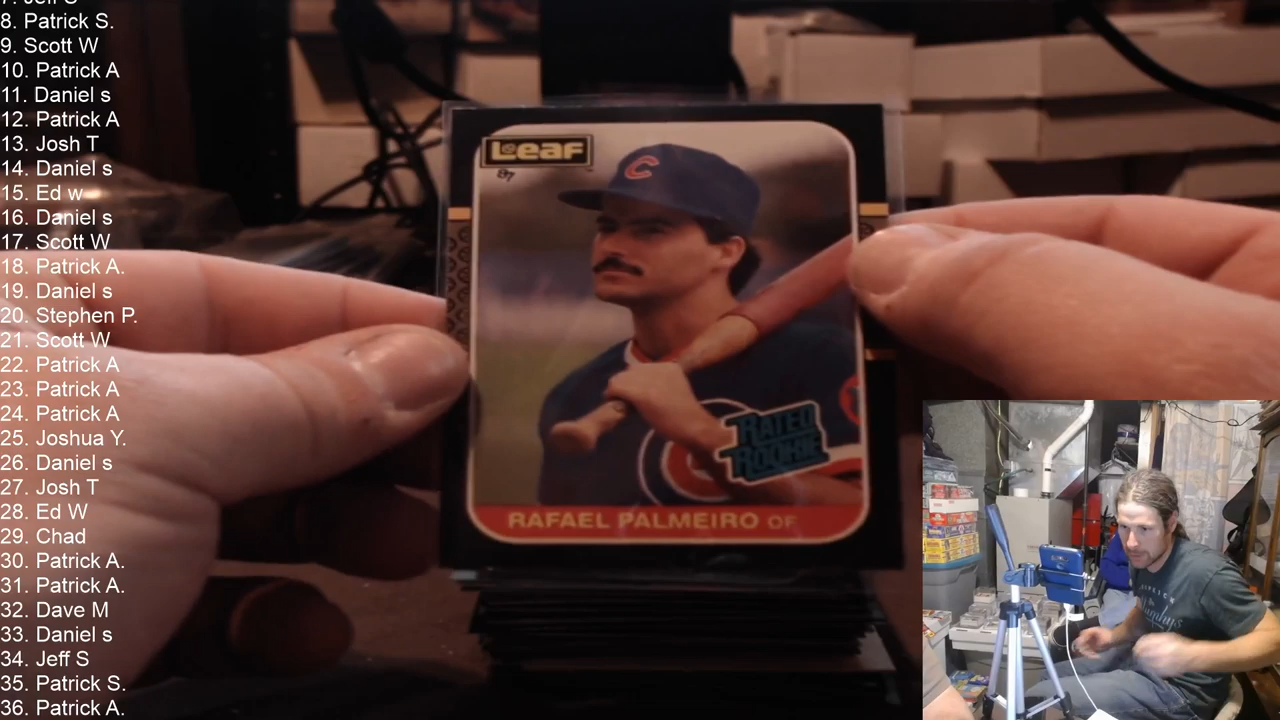 7. Jeff S
8. Patrick S.
9. Scott W
10. Patrick A
11. Daniel s
12. Patrick A
13. Josh T
14. Daniel s
15. Ed w
16. Daniel s
17. Scott W
18. Patrick A.
19. Daniel s
20. Stephen P.
21. Scott W
22. Patrick A
23. Patrick A
24. Patrick A
25. Joshua Y.
26. Daniel s
27. Josh T
28. Ed W
29. Chad
30. Patrick A.
31. Patrick A.
32. Dave M
33. Daniel s
34. Jeff S
35. Patrick S.
36. Patrick A.
Leaf
87
C
RATED
ROOKIE
RAFAEL PALMEIRO OF